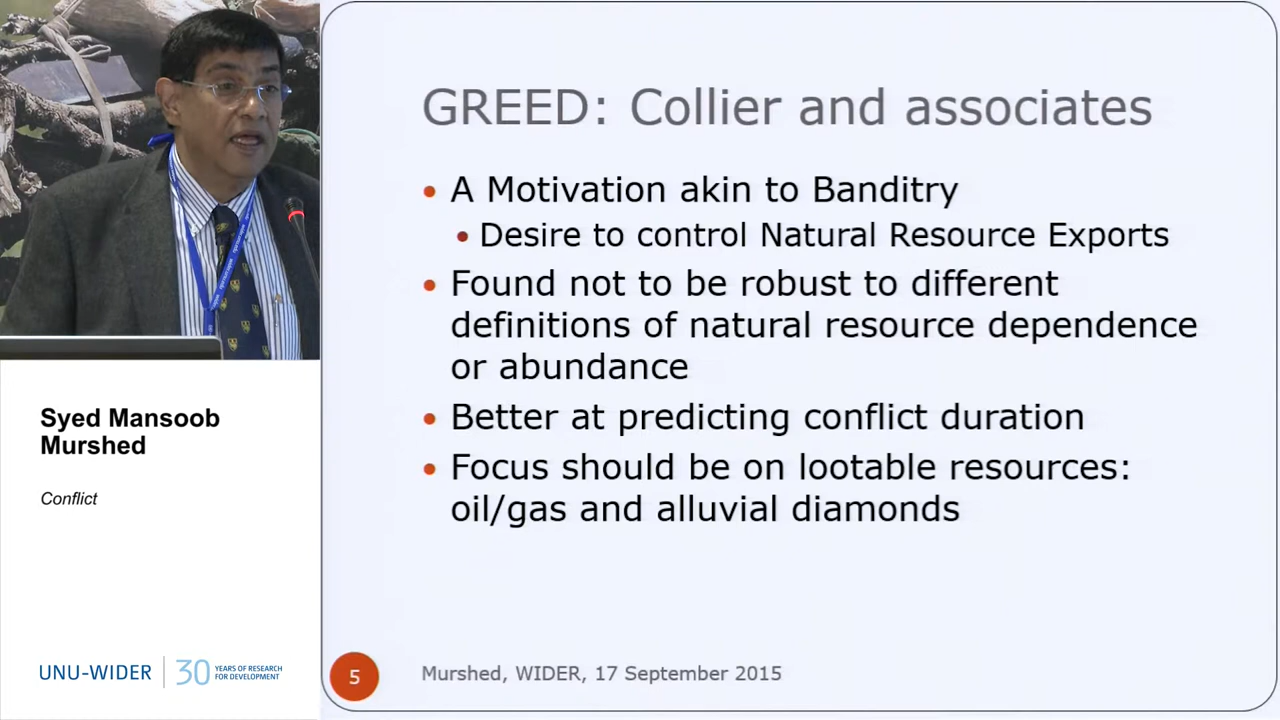 GREED: Collier and associates
• A Motivation akin to Banditry
• Desire to control Natural Resource Exports
• Found not to be robust to different
definitions of natural resource dependence
or abundance
• Better at predicting conflict duration
• Focus should be on lootable resources:
oil/gas and alluvial diamonds
5
Murshed, WIDER, 17 September 2015
Syed Mansoob
Murshed
Conflict
UNU-WIDER
30 YEARS OF RESEARCH
FOR DEVELOPMENT